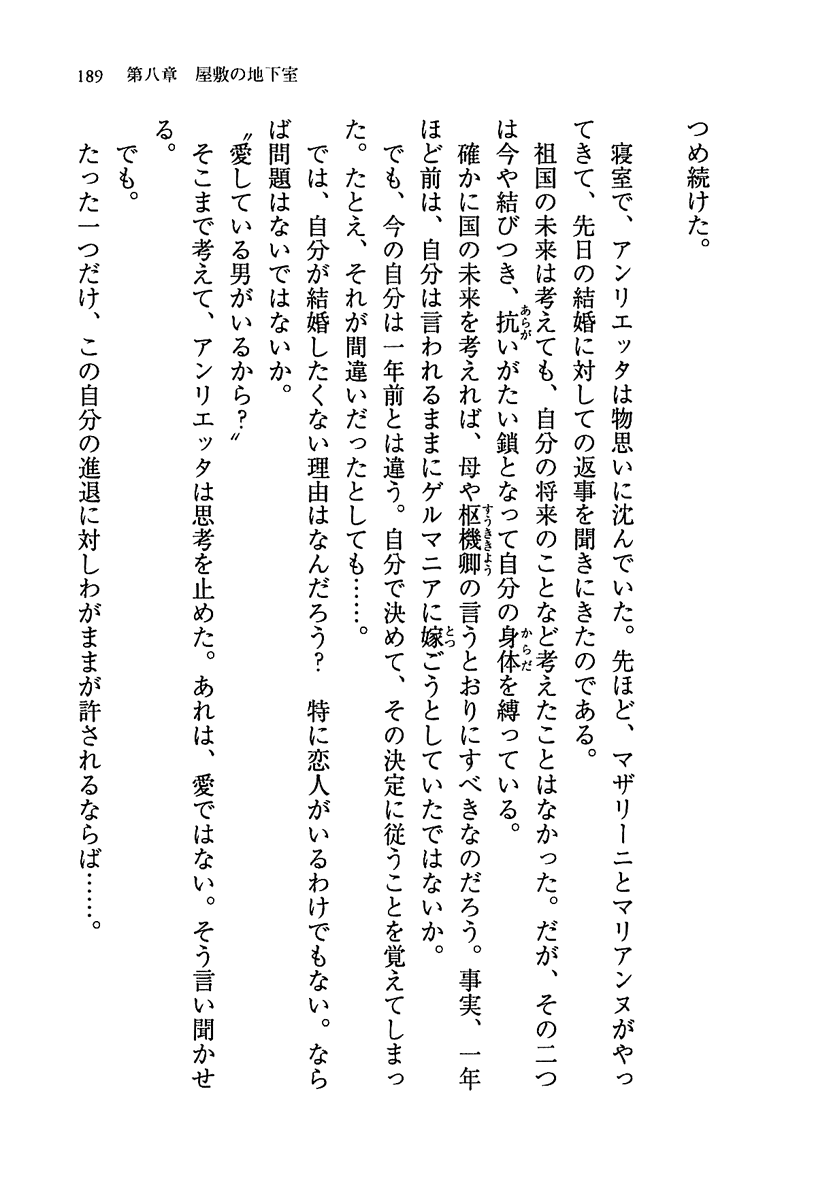 189　第八章　屋敷の地下室
つめ続けた。
　寝室で、アンリエッタは物思いに沈んでいた。先ほど、マザリーニとマリアンヌがやっ
てきて、先日の結婚に対しての返事を聞きにきたのである。
　祖国の未来は考えても、自分の将来のことなど考えたことはなかった。だが、その二つ
は今や結びつき、抗いがたい鎖となって自分の身体を縛っている。
　確かに国の未来を考えれば、母や枢機卿の言うとおりにすべきなのだろう。事実、一年
ほど前は、自分は言われるままにゲルマニアに嫁ごうとしていたではないか。
　でも、今の自分は一年前とは違う。自分で決めて、その決定に従うことを覚えてしまっ
た。たとえ、それが間違いだったとしても……。
　では、自分が結婚したくない理由はなんだろう？　特に恋人がいるわけでもない。なら
ば問題はないではないか。
〝愛している男がいるから？〟
　そこまで考えて、アンリエッタは思考を止めた。あれは、愛ではない。そう言い聞かせ
る。
　でも。
　たった一つだけ、この自分の進退に対しわがままが許されるならば……。
あらが
からだ
すうききよう
とつ